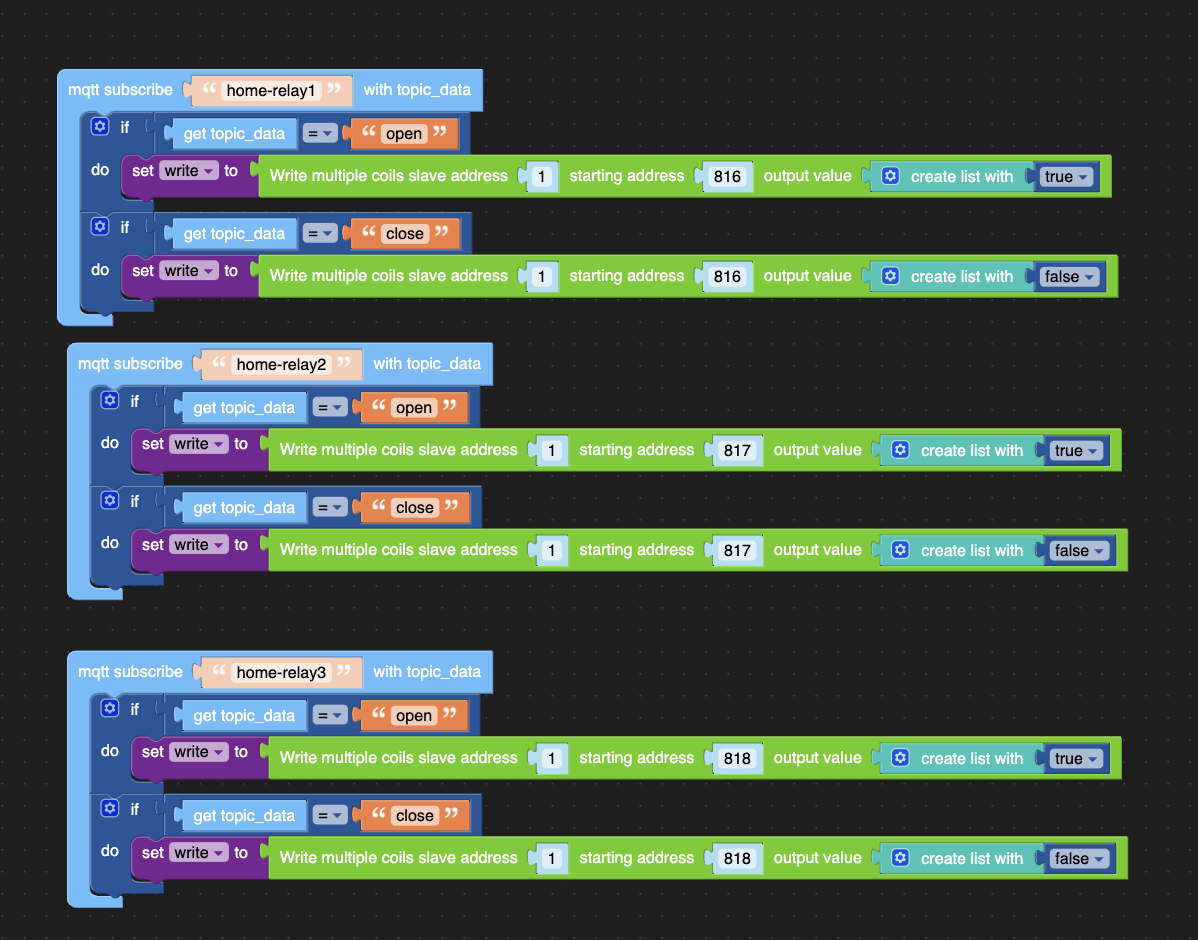 mqtt subscribe “ home-relay1 ” with topic_data
if get topic_data = “ open ”
do set write to Write multiple coils slave address 1 starting address 816 output value create list with true
if get topic_data = “ close ”
do set write to Write multiple coils slave address 1 starting address 816 output value create list with false
mqtt subscribe “ home-relay2 ” with topic_data
if get topic_data = “ open ”
do set write to Write multiple coils slave address 1 starting address 817 output value create list with true
if get topic_data = “ close ”
do set write to Write multiple coils slave address 1 starting address 817 output value create list with false
mqtt subscribe “ home-relay3 ” with topic_data
if get topic_data = “ open ”
do set write to Write multiple coils slave address 1 starting address 818 output value create list with true
if get topic_data = “ close ”
do set write to Write multiple coils slave address 1 starting address 818 output value create list with false